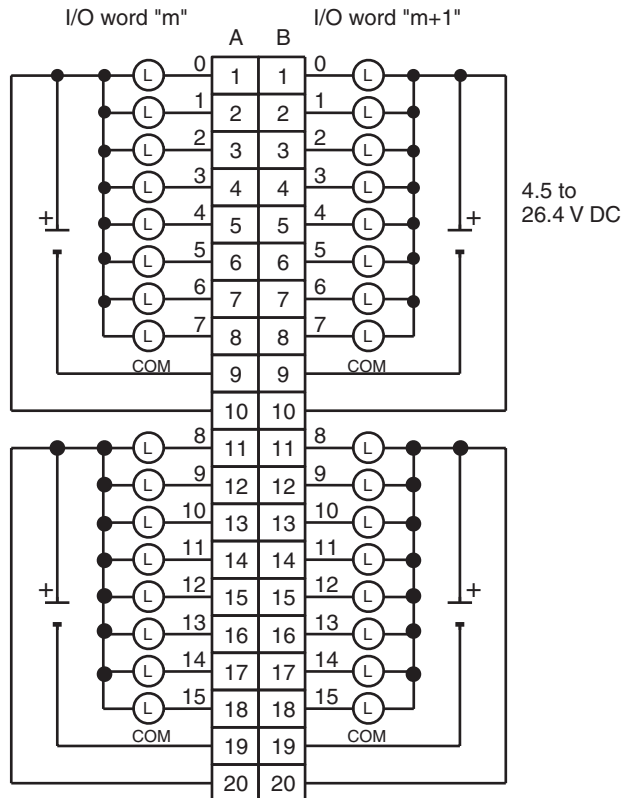 I/O word "m" I/O word "m+1"
A B
0 1 1 0
L L
1 2 2 1
L L
2 3 3 2
L L
3 4 4 3
L L
4.5 to
26.4 V DC
+ 4 5 5 4 +
L L
5 6 6 5
L L
6 7 7 6
L L
7 8 8 7
L L
COM 9 9 COM
10 10
8 11 11 8
L L
9 12 12 9
L L
10 13 13 10
L L
11 14 14 11
L L
+ 12 15 15 12 +
L L
13 16 16 13
L L
14 17 17 14
L L
15 18 18 15
L L
COM 19 19 COM
20 20